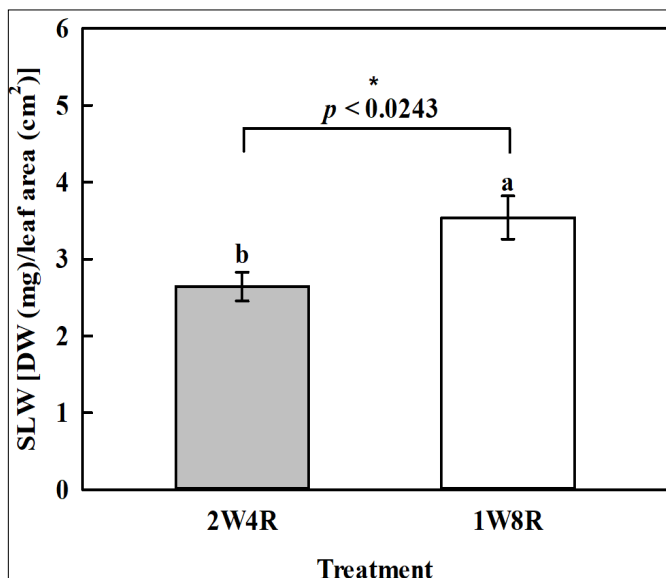 SLW [DW (mg)/leaf area (cm²)]
6
5
4
3
2
1
0
*
p < 0.0243
b
a
2W4R
1W8R
Treatment